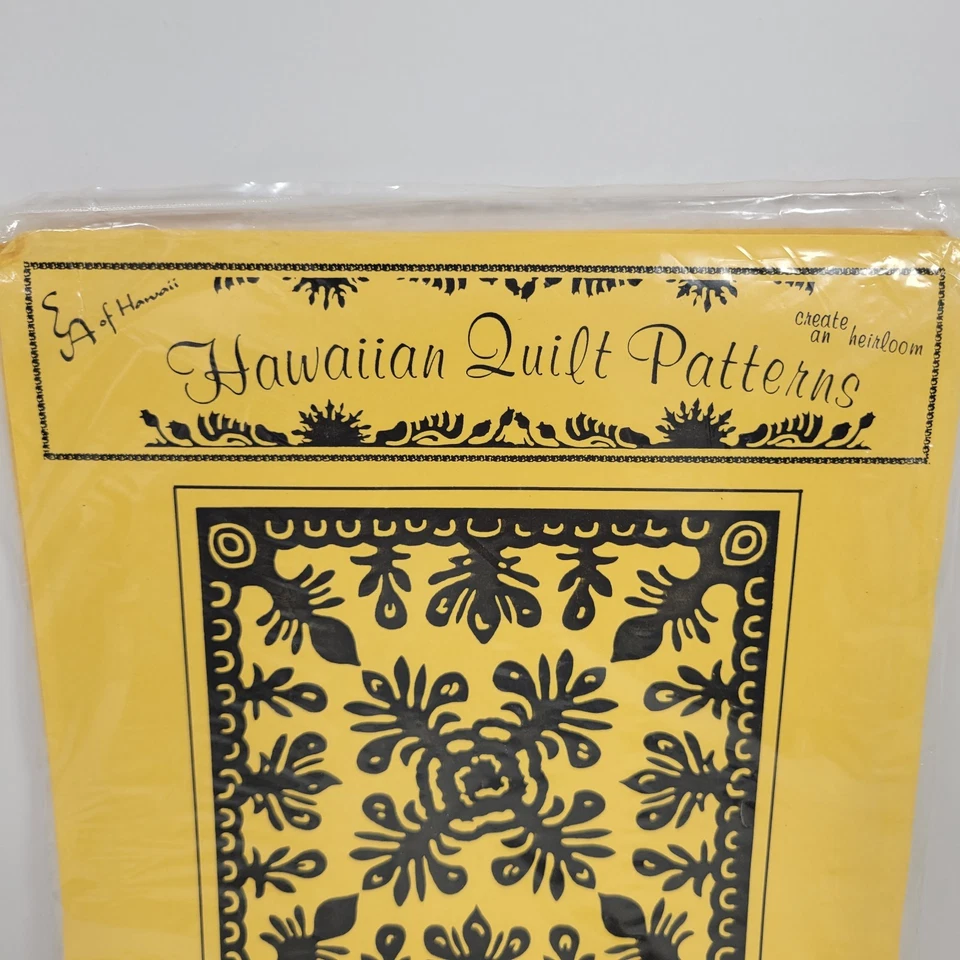 EA of Hawaii
Hawaiian Quilt Patterns
create
an heirloom